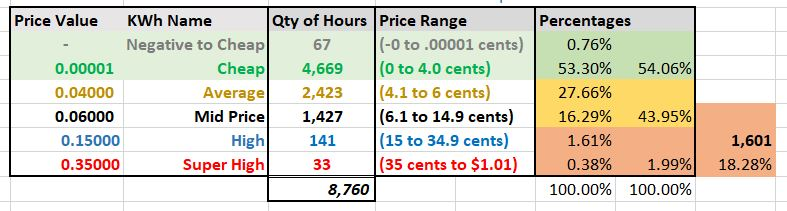 Price Value KWh Name Qty of Hours Price Range Percentages
- Negative to Cheap 67 (-0 to .00001 cents) 0.76%
0.00001 Cheap 4,669 (0 to 4.0 cents) 53.30% 54.06%
0.04000 Average 2,423 (4.1 to 6 cents) 27.66%
0.06000 Mid Price 1,427 (6.1 to 14.9 cents) 16.29% 43.95%
0.15000 High 141 (15 to 34.9 cents) 1.61% 1,601
0.35000 Super High 33 (35 cents to $1.01) 0.38% 1.99% 18.28%
8,760 100.00% 100.00%